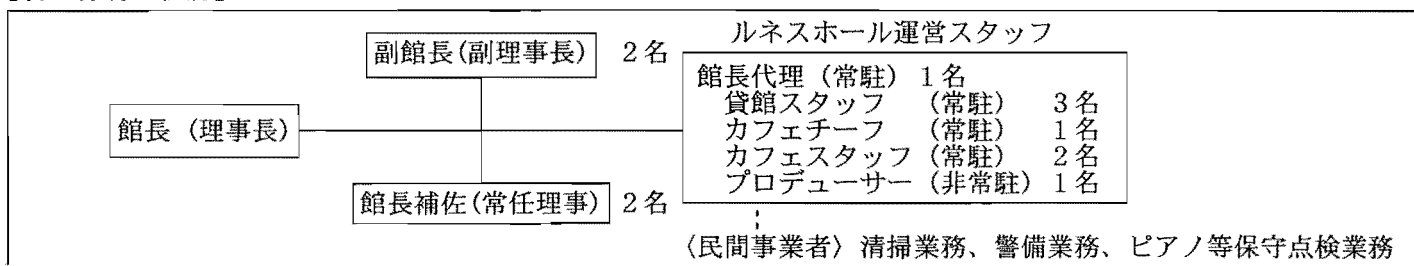 副館長(副理事長) 2名
館長(理事長)
館長補佐(常任理事) 2名
ルネスホール運営スタッフ
館長代理(常駐)1名
貸館スタッフ(常駐) 3名
カフェチーフ(常駐) 1名
カフェスタッフ(常駐) 2名
プロデューサー(非常駐)1名
〈民間事業者〉清掃業務、警備業務、ピアノ等保守点検業務